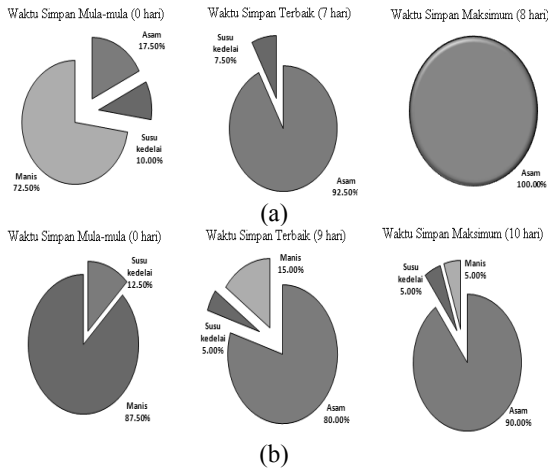 Waktu Simpan Mula-mula (0 hari)
Asam
17.50%
Susu
kedelai
10.00%
Manis
72.50%
Waktu Simpan Terbaik (7 hari)
Susu
kedelai
7.50%
Asam
92.50%
Waktu Simpan Maksimum (8 hari)
Asam
100.00%
(a)
Waktu Simpan Mula-mula (0 hari)
Susu
kedelai
12.50%
Manis
87.50%
Waktu Simpan Terbaik (9 hari)
Manis
15.00%
Susu
kedelai
5.00%
Asam
80.00%
Waktu Simpan Maksimum (10 hari)
Susu
kedelai
5.00%
Manis
5.00%
Asam
90.00%
(b)